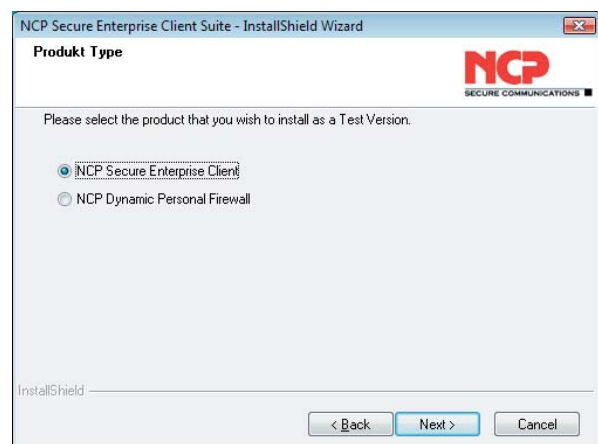 NCP Secure Enterprise Client Suite - InstallShield Wizard
Produkt Type
NCP
SECURE COMMUNICATIONS
Please select the product that you wish to install as a Test Version.
NCP Secure Enterprise Client
NCP Dynamic Personal Firewall
InstallShield
< Back
Next >
Cancel